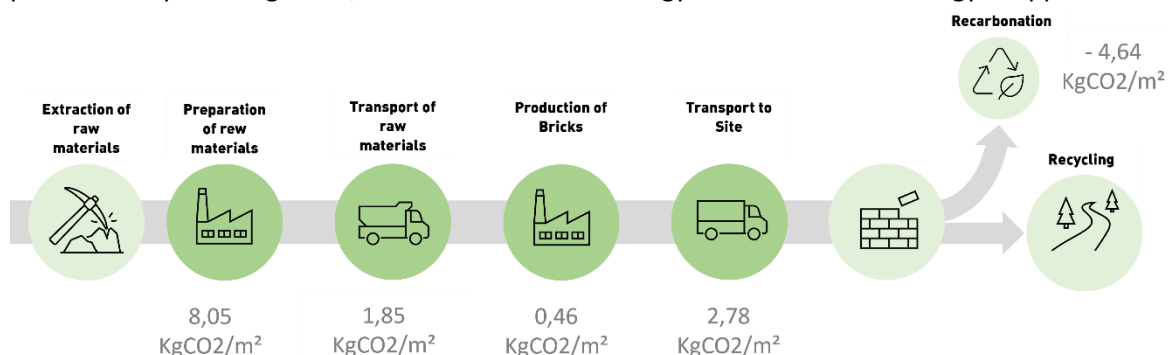 Recarbonation
- 4,64
KgCO2/m²
Extraction of
raw
materials
Preparation
of rew
materials
Transport of
raw
materials
Production of
Bricks
Transport to
Site
Recycling
8,05
KgCO2/m²
1,85
KgCO2/m²
0,46
KgCO2/m²
2,78
KgCO2/m²